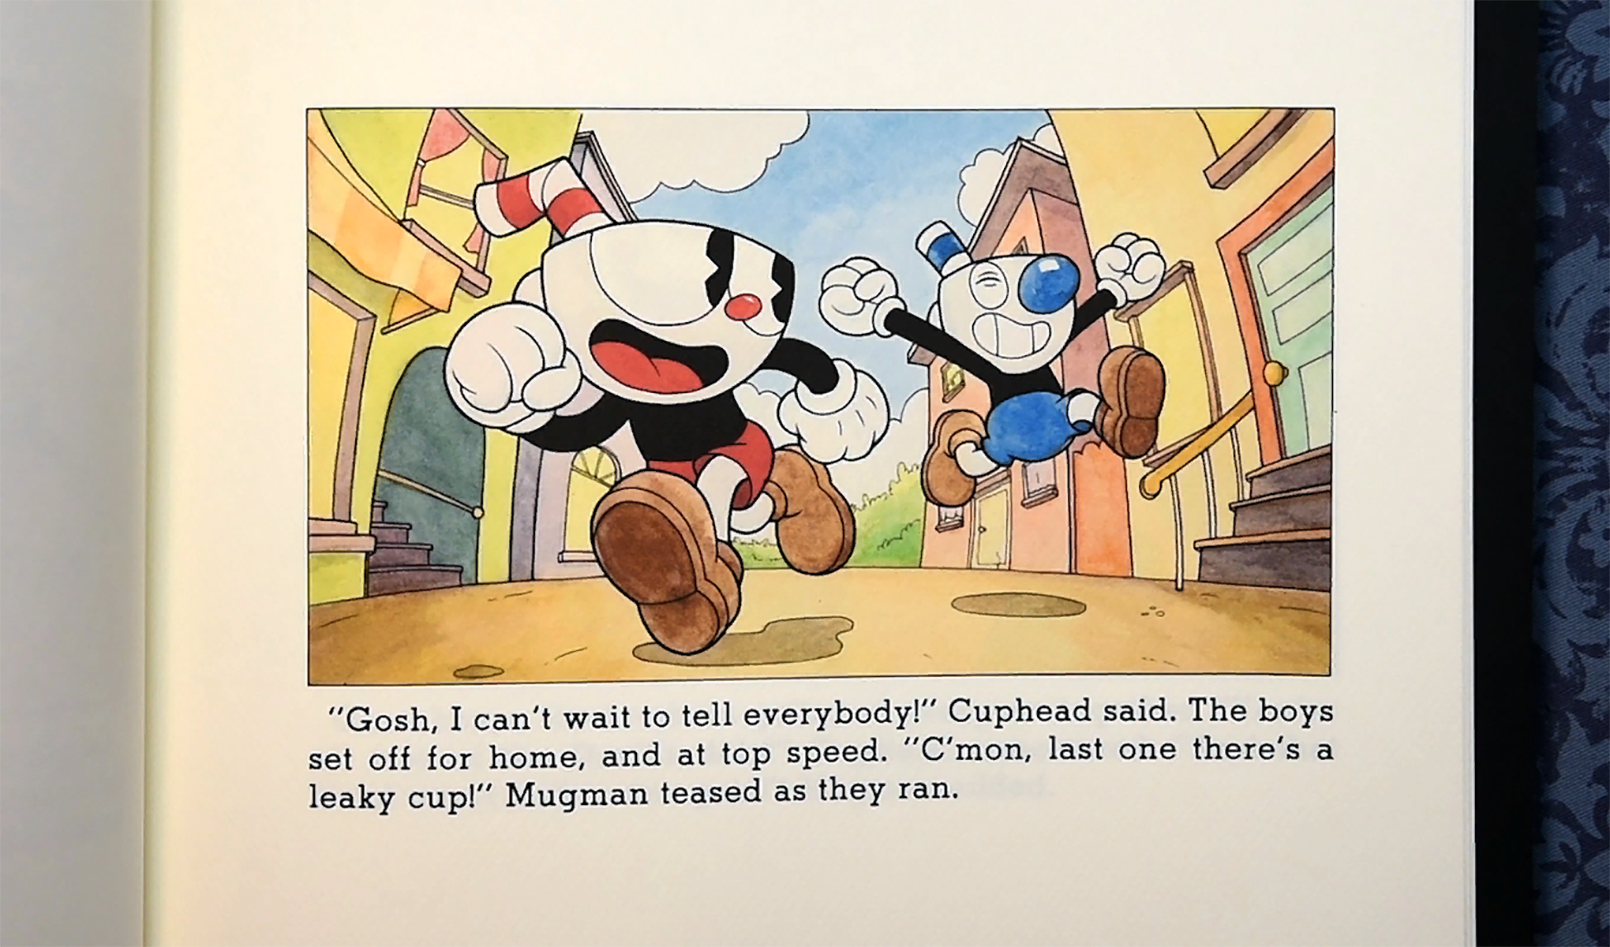 "Gosh, I can't wait to tell everybody!" Cuphead said. The boys
set off for home, and at top speed. "C'mon, last one there's a
leaky cup!" Mugman teased as they ran.